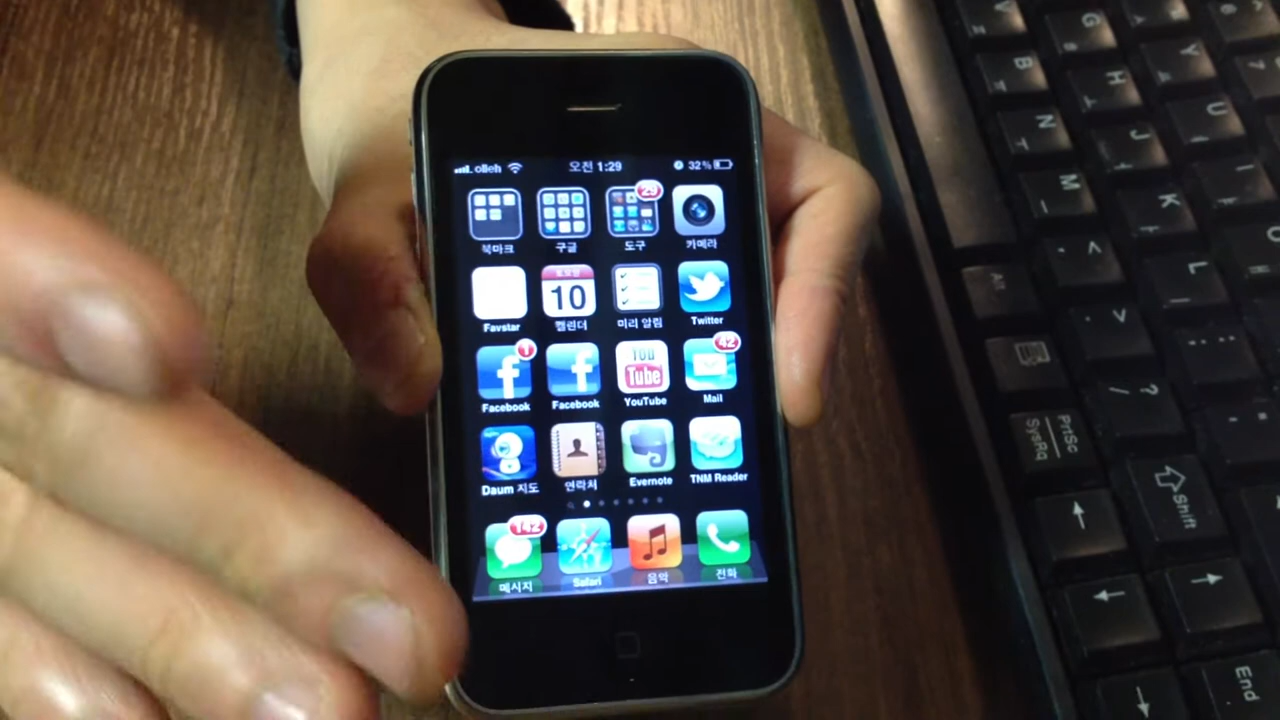 olleh 오전 1:29 32%
29
북마크 구글 도구 카메라
10
Favstar 캘린더 미리 알림 Twitter
1 42
You
Tube
Facebook Facebook YouTube Mail
Daum 지도 연락처 Evernote TNM Reader
142
메시지 Safari 음악 전화
V G
B ㅠ H ㅗ Y ㅛ 7
N ㅜ J ㅓ U ㅕ
M ㅡ K ㅏ I ㅑ
< , L ㅣ O
Alt > . : ;
? /
PrtSc
SysRq
Shift
↑
← →
↓ End